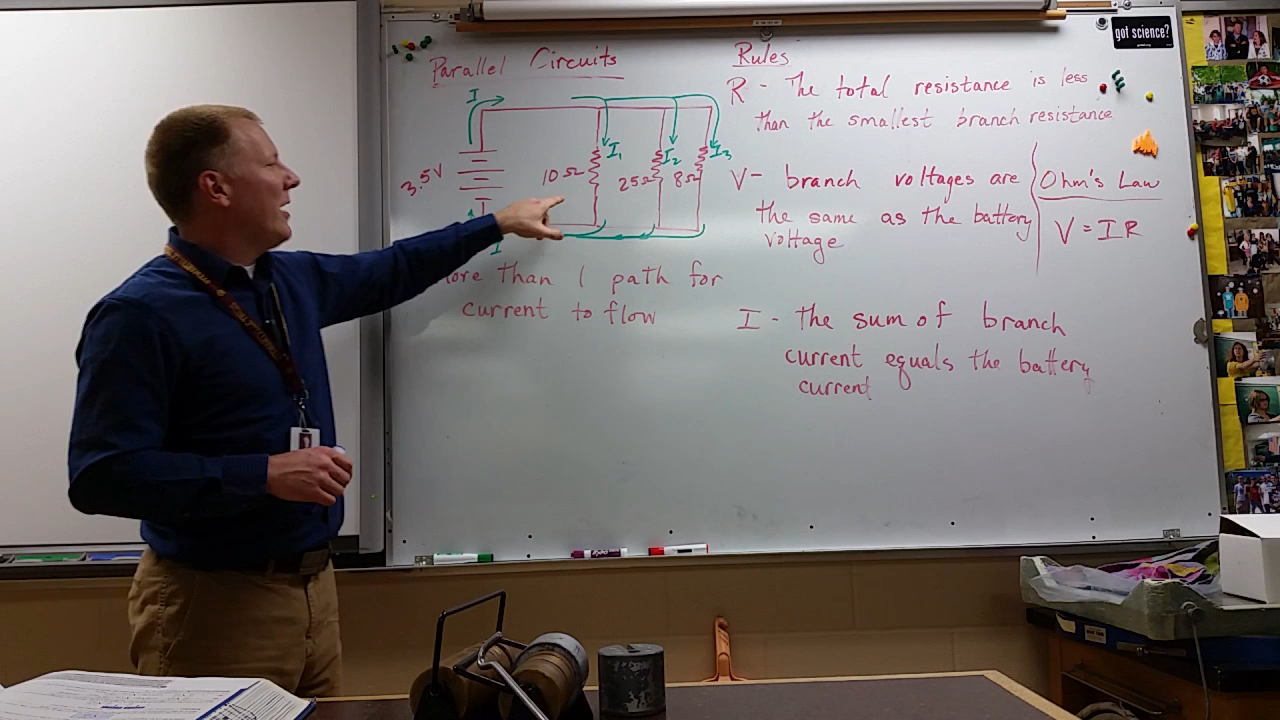 got science?
Parallel Circuits
I
I1
I2
I3
3.5V
10Ω
25Ω
8Ω
I
I
than 1 path for
current to flow
Rules
R - The total resistance is less
than the smallest branch resistance
V - branch voltages are
the same as the battery
voltage
Ohm's Law
V = IR
I - the sum of branch
current equals the battery
current